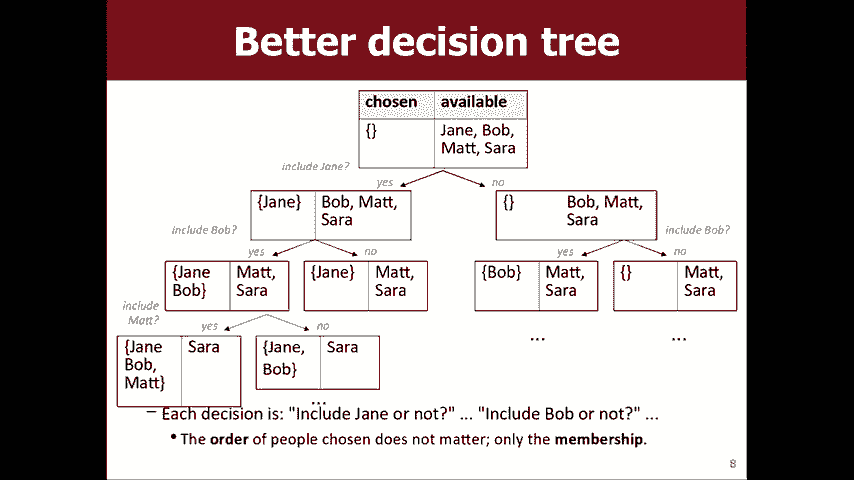 Better decision tree
chosen available
{} Jane, Bob,
Matt, Sara
include Jane?
yes no
{Jane} Bob, Matt,
Sara
{} Bob, Matt,
Sara
include Bob?
include Bob?
yes no
yes no
{Jane
Bob} Matt,
Sara
{Jane} Matt,
Sara
{Bob} Matt,
Sara
{} Matt,
Sara
include
Matt?
yes no
... ...
{Jane
Bob,
Matt} Sara
{Jane,
Bob} Sara
...
– Each decision is: "Include Jane or not?" ... "Include Bob or not?" ...
• The order of people chosen does not matter; only the membership.
8